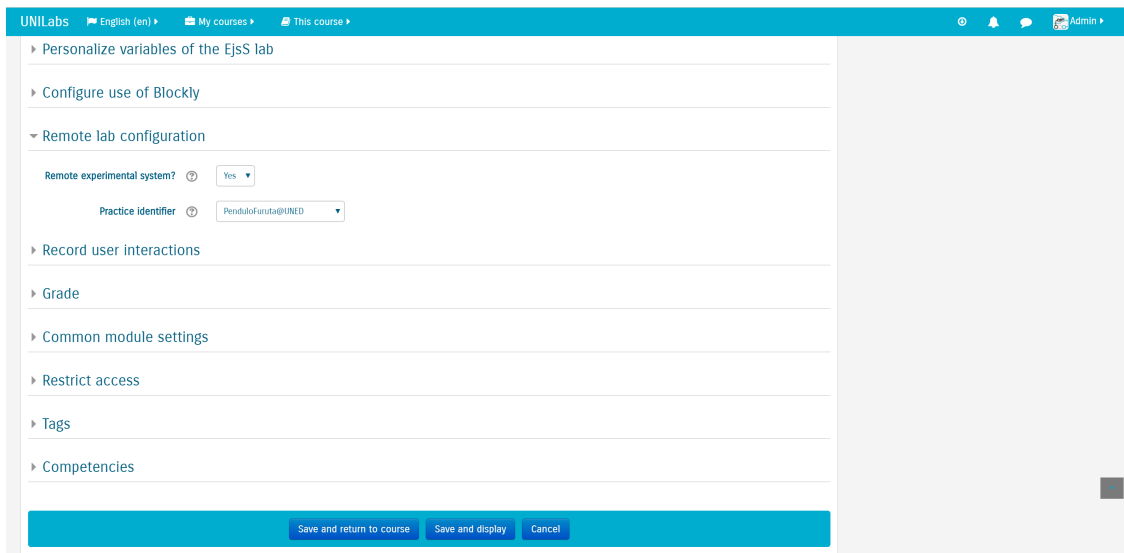 UNILabs English (en) My courses This course Admin
Personalize variables of the EjsS lab
Configure use of Blockly
Remote lab configuration
Remote experimental system? Yes
Practice identifier PenduloFuruta@UNED
Record user interactions
Grade
Common module settings
Restrict access
Tags
Competencies
Save and return to course Save and display Cancel